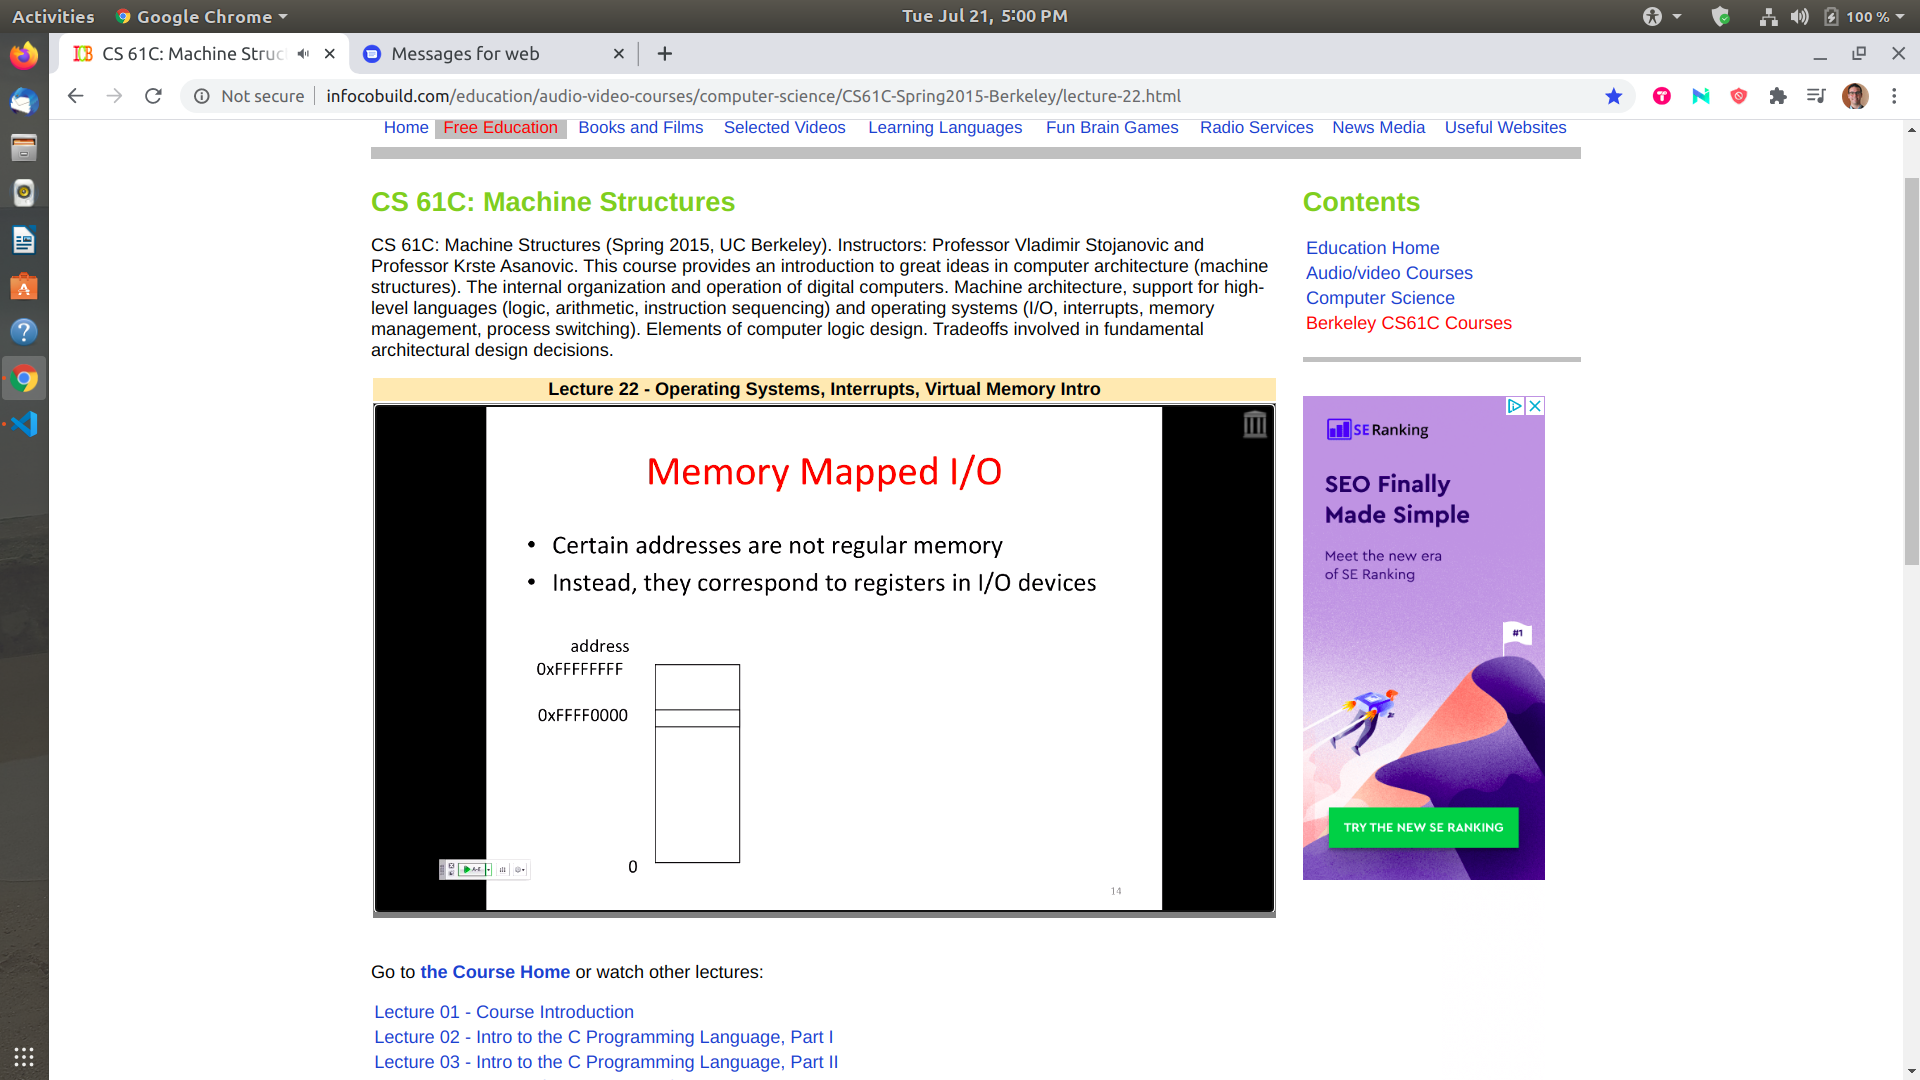 Activities
Google Chrome
Tue Jul 21, 5:00 PM
100 %
CS 61C: Machine Struc
Messages for web
Not secure
infocobuild.com/education/audio-video-courses/computer-science/CS61C-Spring2015-Berkeley/lecture-22.html
Home Free Education Books and Films Selected Videos Learning Languages Fun Brain Games Radio Services News Media Useful Websites
CS 61C: Machine Structures
CS 61C: Machine Structures (Spring 2015, UC Berkeley). Instructors: Professor Vladimir Stojanovic and
Professor Krste Asanovic. This course provides an introduction to great ideas in computer architecture (machine
structures). The internal organization and operation of digital computers. Machine architecture, support for high-
level languages (logic, arithmetic, instruction sequencing) and operating systems (I/O, interrupts, memory
management, process switching). Elements of computer logic design. Tradeoffs involved in fundamental
architectural design decisions.
Lecture 22 - Operating Systems, Interrupts, Virtual Memory Intro
Memory Mapped I/O
• Certain addresses are not regular memory
• Instead, they correspond to registers in I/O devices
address
0xFFFFFFFF
0xFFFF0000
0
14
Go to the Course Home or watch other lectures:
Lecture 01 - Course Introduction
Lecture 02 - Intro to the C Programming Language, Part I
Lecture 03 - Intro to the C Programming Language, Part II
Contents
Education Home
Audio/video Courses
Computer Science
Berkeley CS61C Courses
SE Ranking
SEO Finally
Made Simple
Meet the new era
of SE Ranking
#1
TRY THE NEW SE RANKING